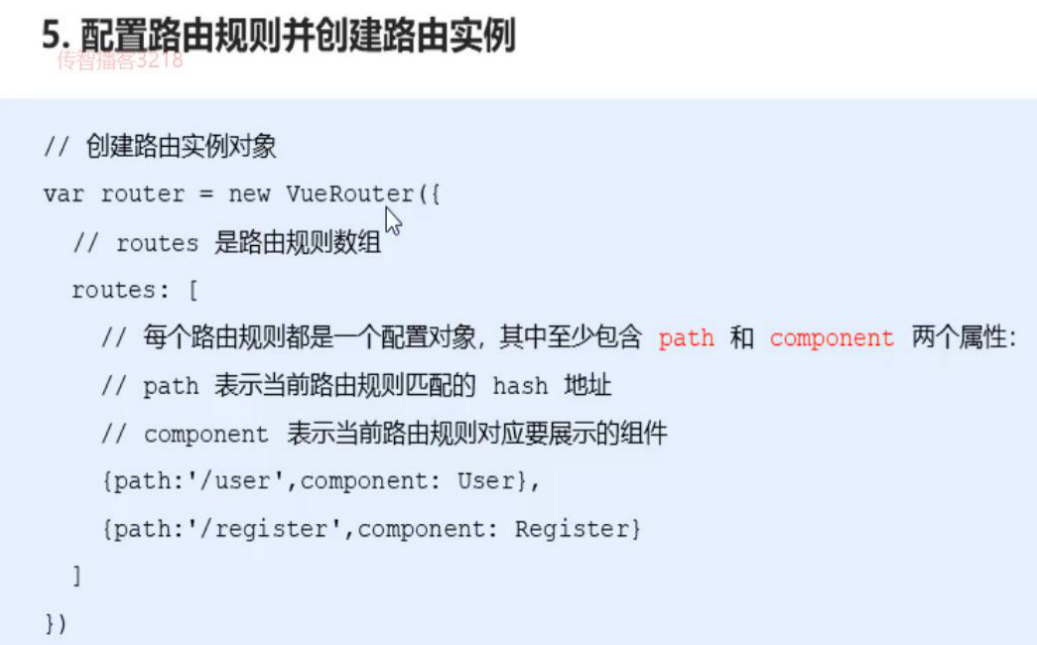 5. 配置路由规则并创建路由实例
传智播客3218
// 创建路由实例对象
var router = new VueRouter({
// routes 是路由规则数组
routes: [
// 每个路由规则都是一个配置对象，其中至少包含 path 和 component 两个属性：
// path 表示当前路由规则匹配的 hash 地址
// component 表示当前路由规则对应要展示的组件
{path:'/user',component: User},
{path:'/register',component: Register}
]
})